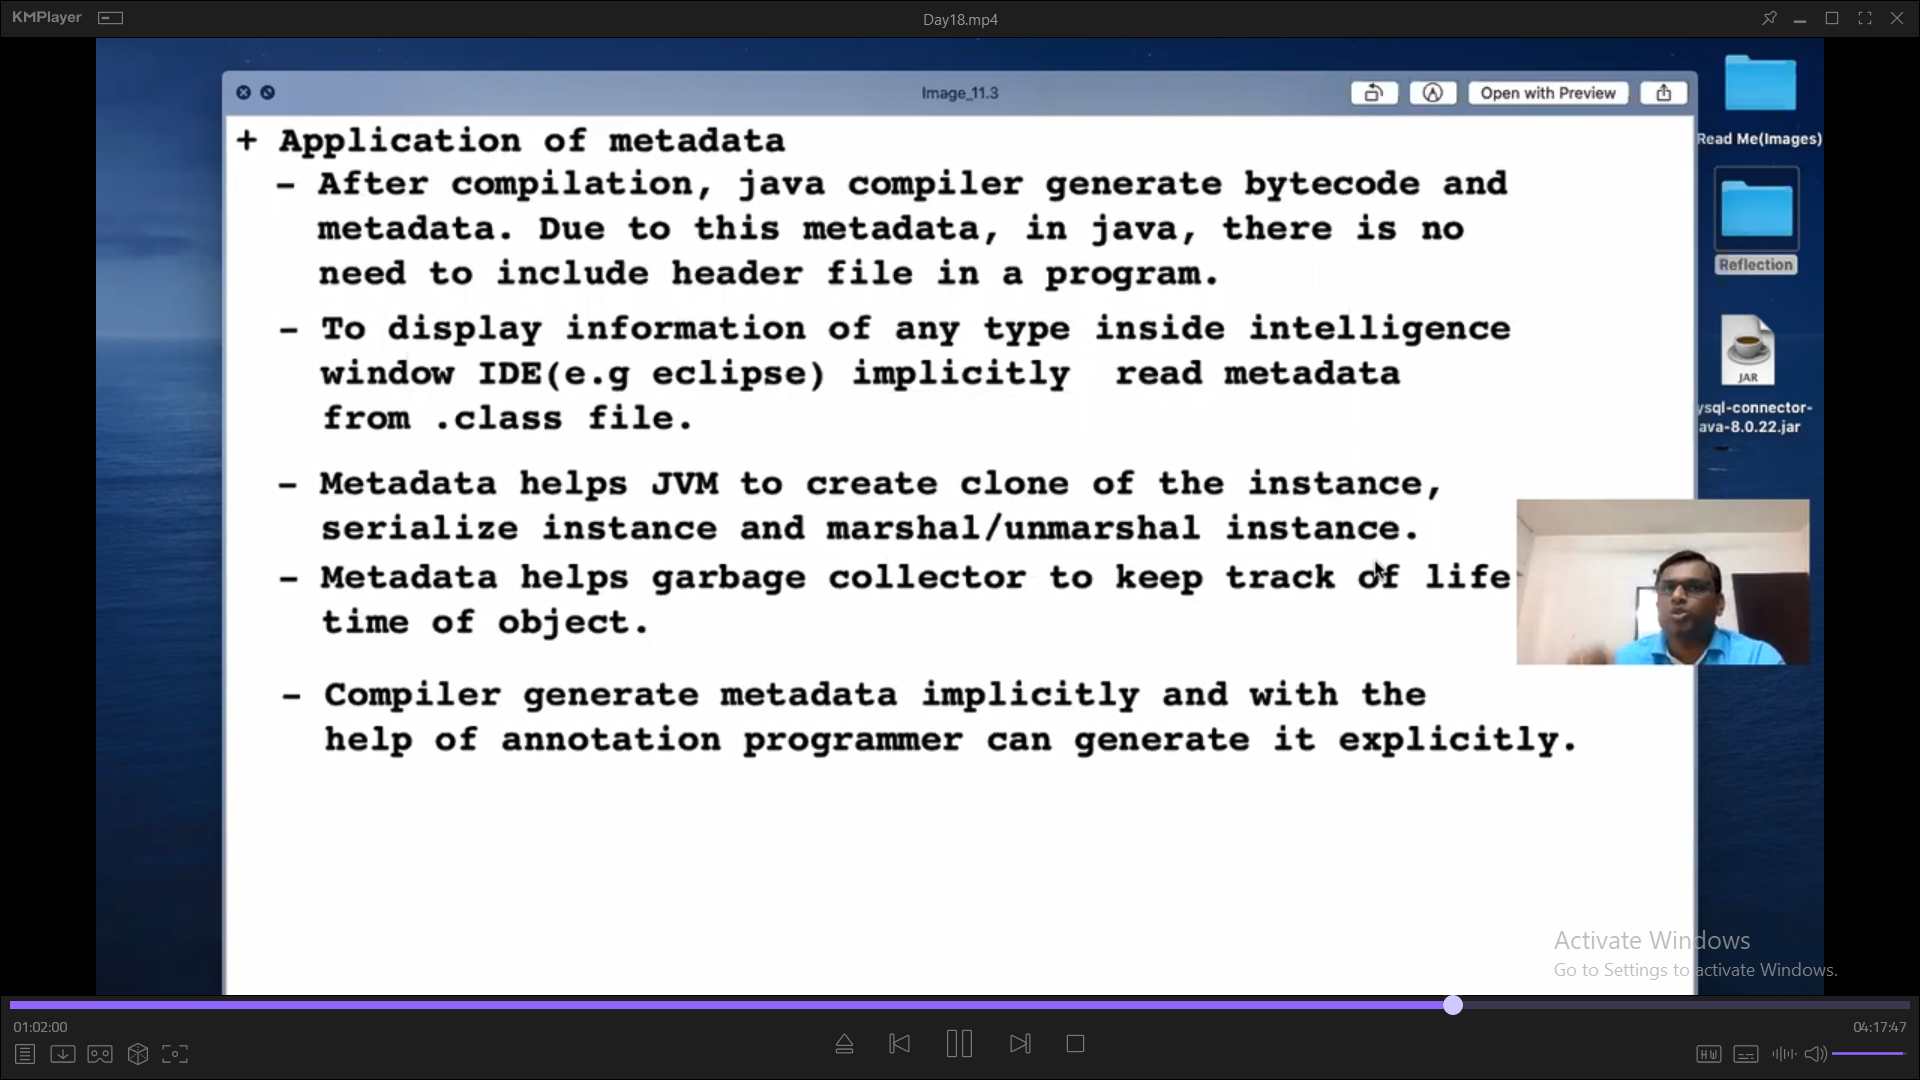 KMPlayer
Day18.mp4
Image_11.3
Open with Preview
+ Application of metadata
- After compilation, java compiler generate bytecode and
metadata. Due to this metadata, in java, there is no
need to include header file in a program.
- To display information of any type inside intelligence
window IDE(e.g eclipse) implicitly read metadata
from .class file.
- Metadata helps JVM to create clone of the instance,
serialize instance and marshal/unmarshal instance.
- Metadata helps garbage collector to keep track of life
time of object.
- Compiler generate metadata implicitly and with the
help of annotation programmer can generate it explicitly.
Read Me(Images)
Reflection
JAR
ysql-connector-
ava-8.0.22.jar
Activate Windows
Go to Settings to activate Windows.
01:02:00
04:17:47
HW